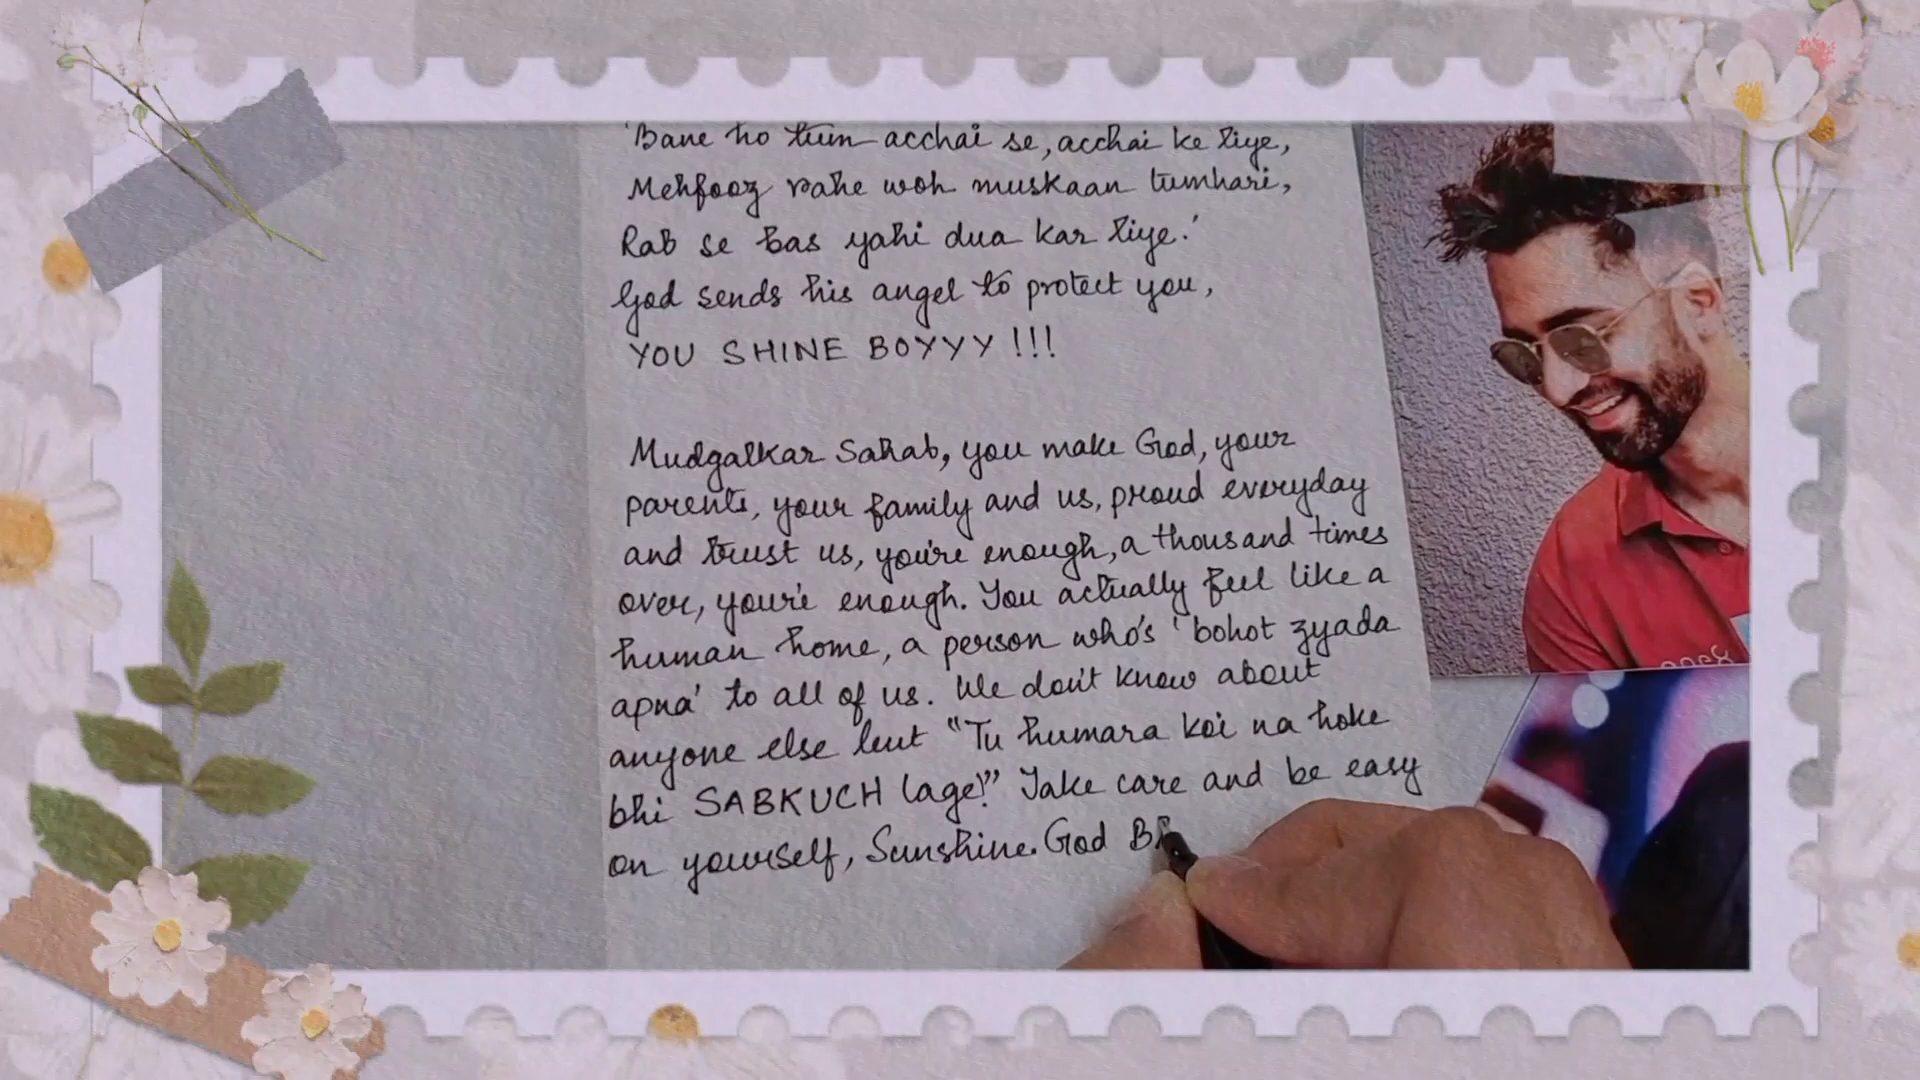 'Bane ho tum acchai se, acchai ke liye,
Mehfooz rahe woh muskaan tumhari,
Rab se bas yahi dua kar liye.'
God sends his angel to protect you,
YOU SHINE BOYYY !!!
Mudgalkar Sahab, you make God, your
parents, your family and us, proud everyday
and trust us, you're enough, a thousand times
over, you're enough. You actually feel like a
human home, a person who's 'bohot zyada
apna' to all of us. We don't know about
anyone else but "Tu humara koi na hoke
bhi SABKUCH lage!" Take care and be easy
on yourself, Sunshine. God